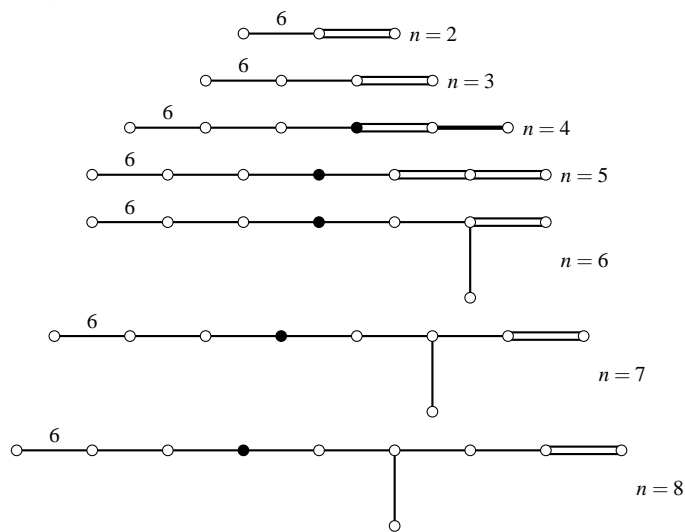 6
n = 2
6
n = 3
6
n = 4
6
n = 5
6
n = 6
6
n = 7
6
n = 8